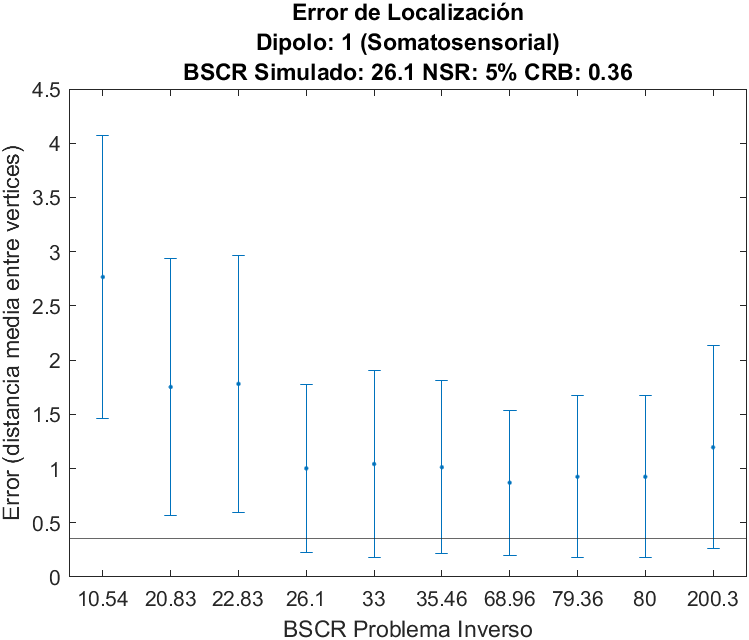 Error de Localización
Dipolo: 1 (Somatosensorial)
BSCR Simulado: 26.1 NSR: 5% CRB: 0.36
Error (distancia media entre vertices)
4.5
4
3.5
3
2.5
2
1.5
1
0.5
0
10.54 20.83 22.83 26.1 33 35.46 68.96 79.36 80 200.3
BSCR Problema Inverso